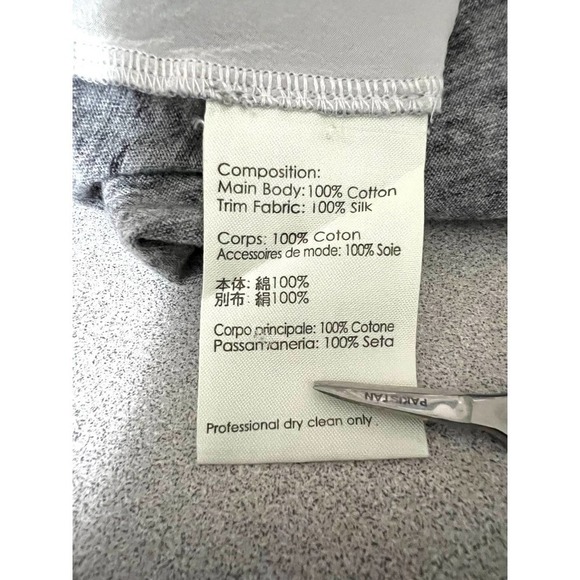 Composition:
Main Body: 100% Cotton
Trim Fabric: 100% Silk
Corps: 100% Coton
Accessoires de mode: 100% Soie
本体: 綿100%
別布: 絹100%
Corpo principale: 100% Cotone
Passamaneria: 100% Seta
PAKISTAN
Professional dry clean only.